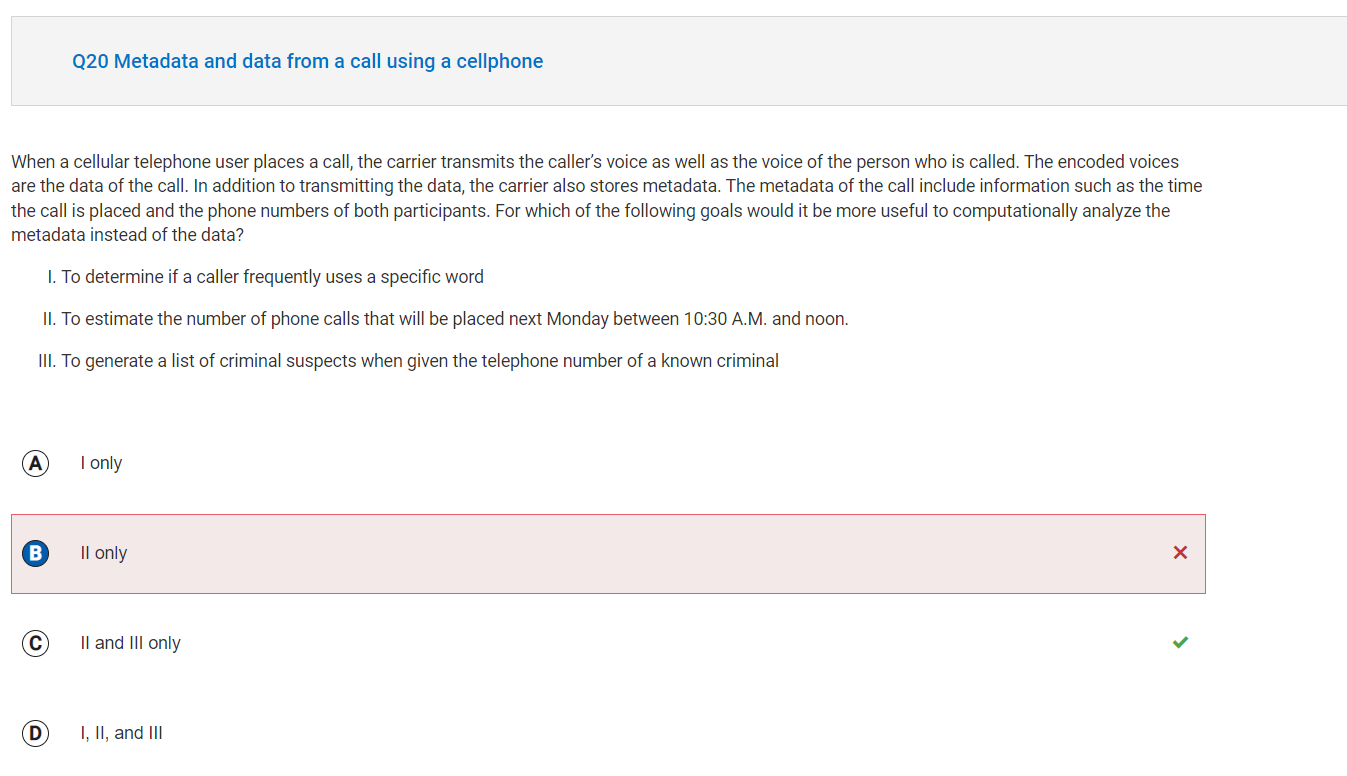 Q20 Metadata and data from a call using a cellphone
When a cellular telephone user places a call, the carrier transmits the caller’s voice as well as the voice of the person who is called. The encoded voices
are the data of the call. In addition to transmitting the data, the carrier also stores metadata. The metadata of the call include information such as the time
the call is placed and the phone numbers of both participants. For which of the following goals would it be more useful to computationally analyze the
metadata instead of the data?
I. To determine if a caller frequently uses a specific word
II. To estimate the number of phone calls that will be placed next Monday between 10:30 A.M. and noon.
III. To generate a list of criminal suspects when given the telephone number of a known criminal
A I only
B II only
C II and III only
D I, II, and III